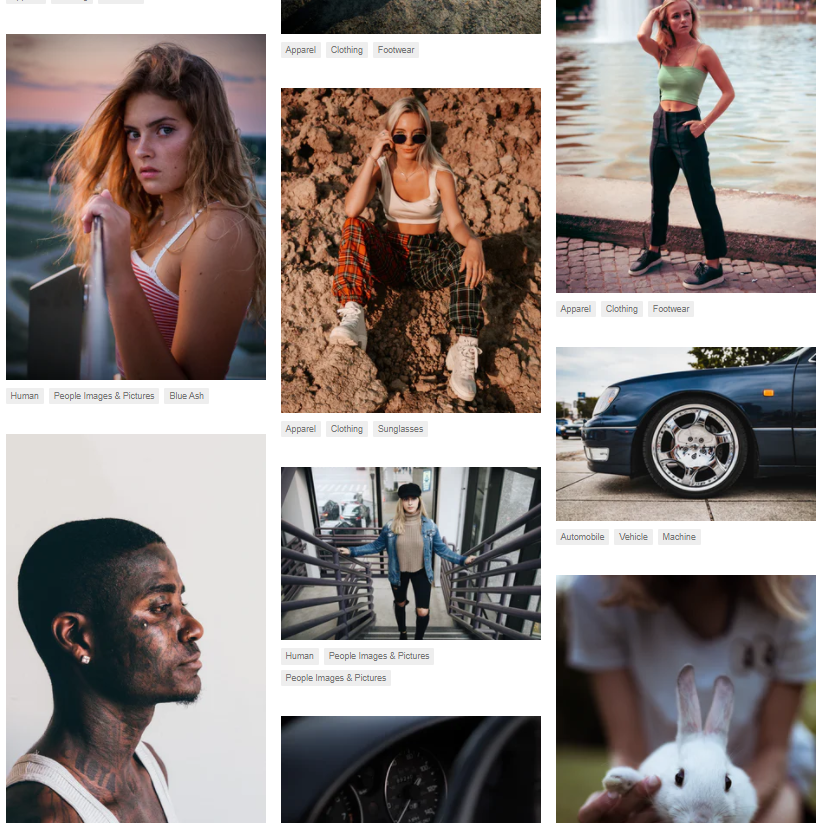 Apparel Clothing Footwear
Apparel Clothing Footwear
Human People Images & Pictures Blue Ash
Apparel Clothing Sunglasses
Automobile Vehicle Machine
Human People Images & Pictures
People Images & Pictures